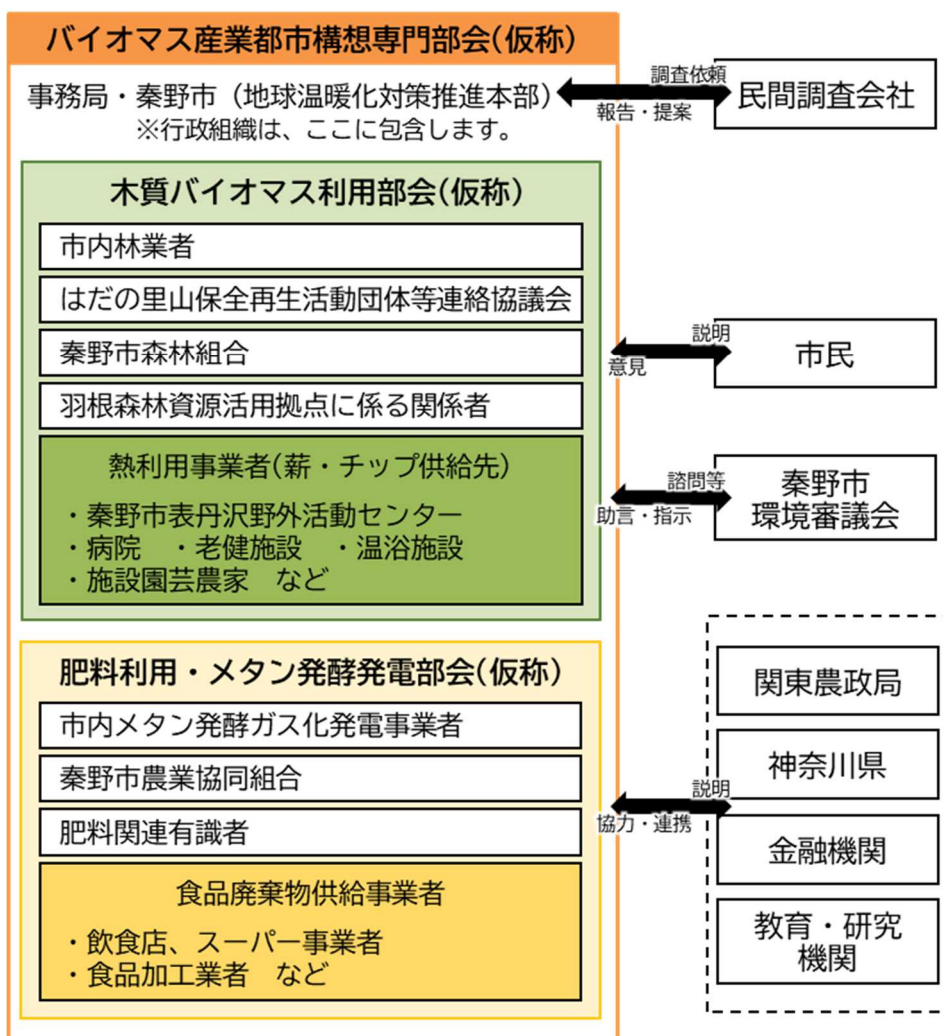 バイオマス産業都市構想専門部会(仮称)
事務局・秦野市（地球温暖化対策推進本部）
※行政組織は、ここに包含します。
調査依頼
報告・提案
民間調査会社
木質バイオマス利用部会(仮称)
市内林業者
はだの里山保全再生活動団体等連絡協議会
秦野市森林組合
羽根森林資源活用拠点に係る関係者
熱利用事業者(薪・チップ供給先)
・秦野市表丹沢野外活動センター
・病院　・老健施設　・温浴施設
・施設園芸農家　など
説明
意見
市民
諮問等
助言・指示
秦野市
環境審議会
肥料利用・メタン発酵発電部会(仮称)
市内メタン発酵ガス化発電事業者
秦野市農業協同組合
肥料関連有識者
食品廃棄物供給事業者
・飲食店、スーパー事業者
・食品加工業者　など
説明
協力・連携
関東農政局
神奈川県
金融機関
教育・研究
機関